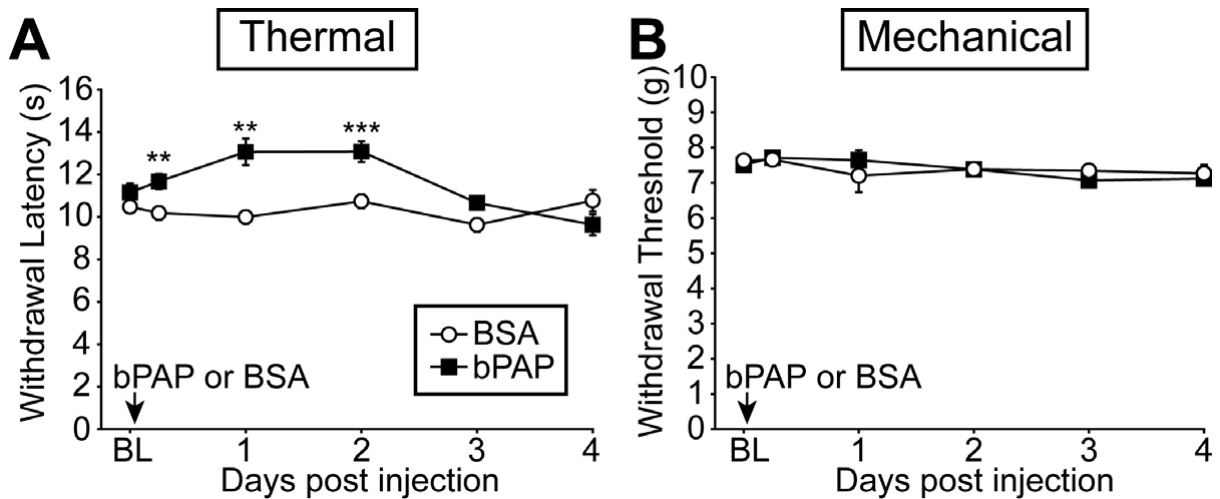 A
Thermal
Withdrawal Latency (s)
16
14
12
10
8
6
4
2
0
**
**
***
BSA
bPAP
bPAP or BSA
BL
1
2
3
4
Days post injection
B
Mechanical
Withdrawal Threshold (g)
10
9
8
7
6
5
4
3
2
1
0
bPAP or BSA
BL
1
2
3
4
Days post injection